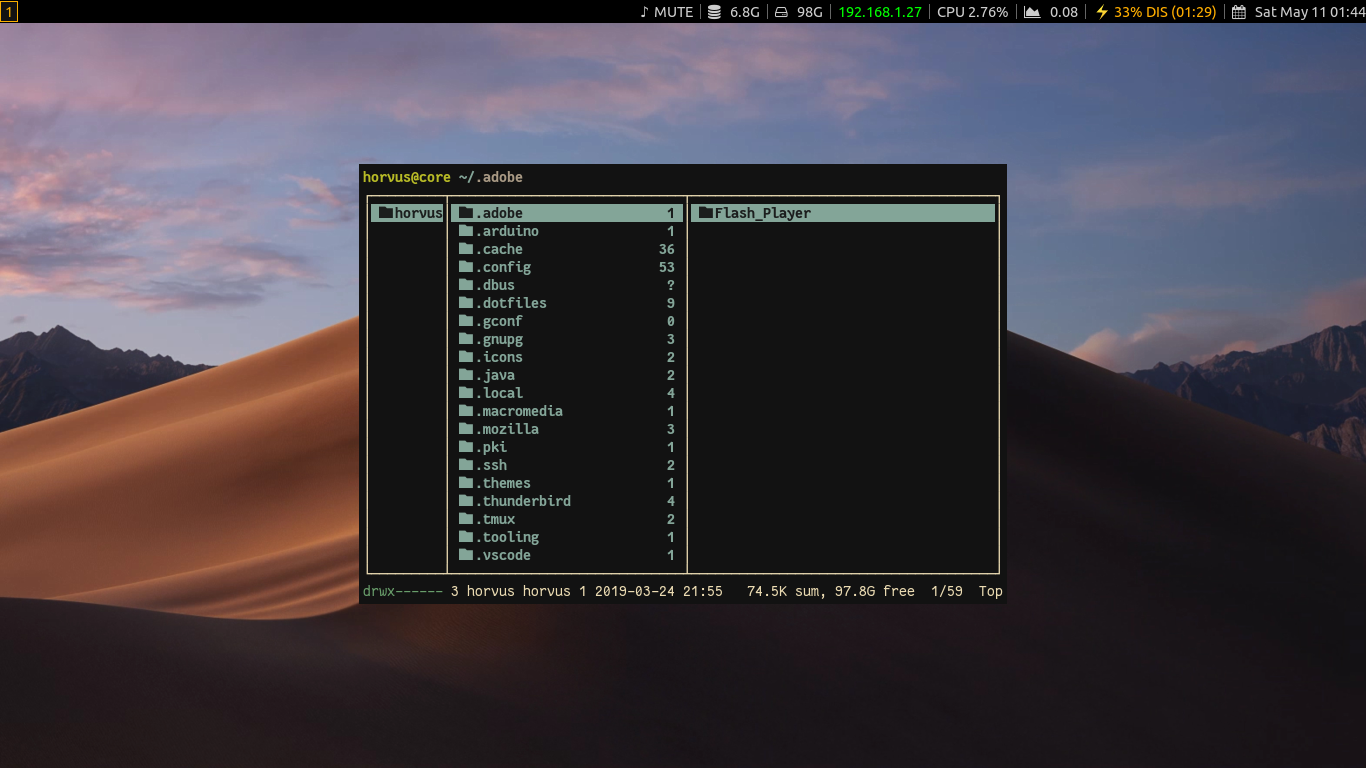 1 ♪ MUTE 6.8G 98G 192.168.1.27 CPU 2.76% 0.08 33% DIS (01:29) Sat May 11 01:44
horvus@core ~/.adobe
horvus .adobe 1 Flash_Player
.arduino 1
.cache 36
.config 53
.dbus ?
.dotfiles 9
.gconf 0
.gnupg 3
.icons 2
.java 2
.local 4
.macromedia 1
.mozilla 3
.pki 1
.ssh 2
.themes 1
.thunderbird 4
.tmux 2
.tooling 1
.vscode 1
drwx------ 3 horvus horvus 1 2019-03-24 21:55 74.5K sum, 97.8G free 1/59 Top